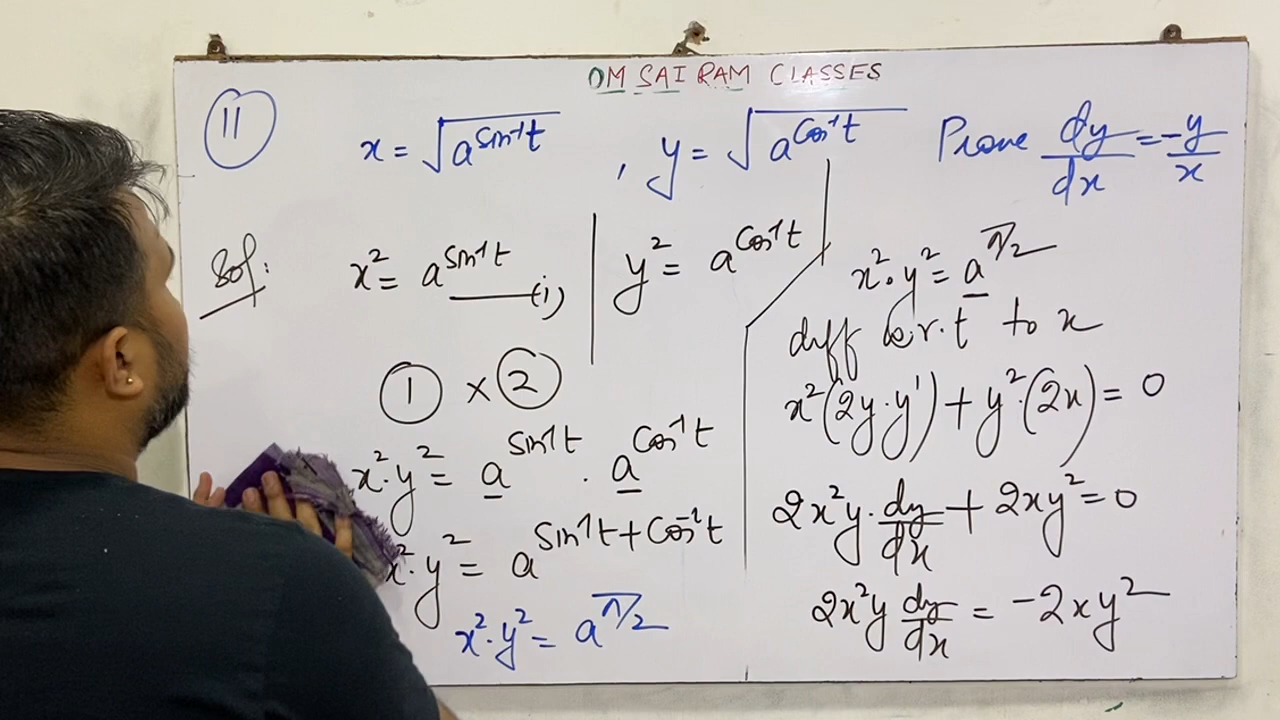 OM SAI RAM CLASSES
11 x = √(a^(Sin⁻¹t)) , y = √(a^(Cos⁻¹t)) Prove dy/dx = -y/x
Sol:
x² = a^(Sin⁻¹t) —(i)
y² = a^(Cos⁻¹t)
① × ②
x²·y² = a^(Sin⁻¹t) . a^(Cos⁻¹t)
x²·y² = a^(Sin⁻¹t + Cos⁻¹t)
x²·y² = a^(π/2)
x²·y² = a^(π/2)
diff w.r.t to x
x²(2y·y') + y²·(2x) = 0
2x²y·dy/dx + 2xy² = 0
2x²y dy/dx = -2xy²